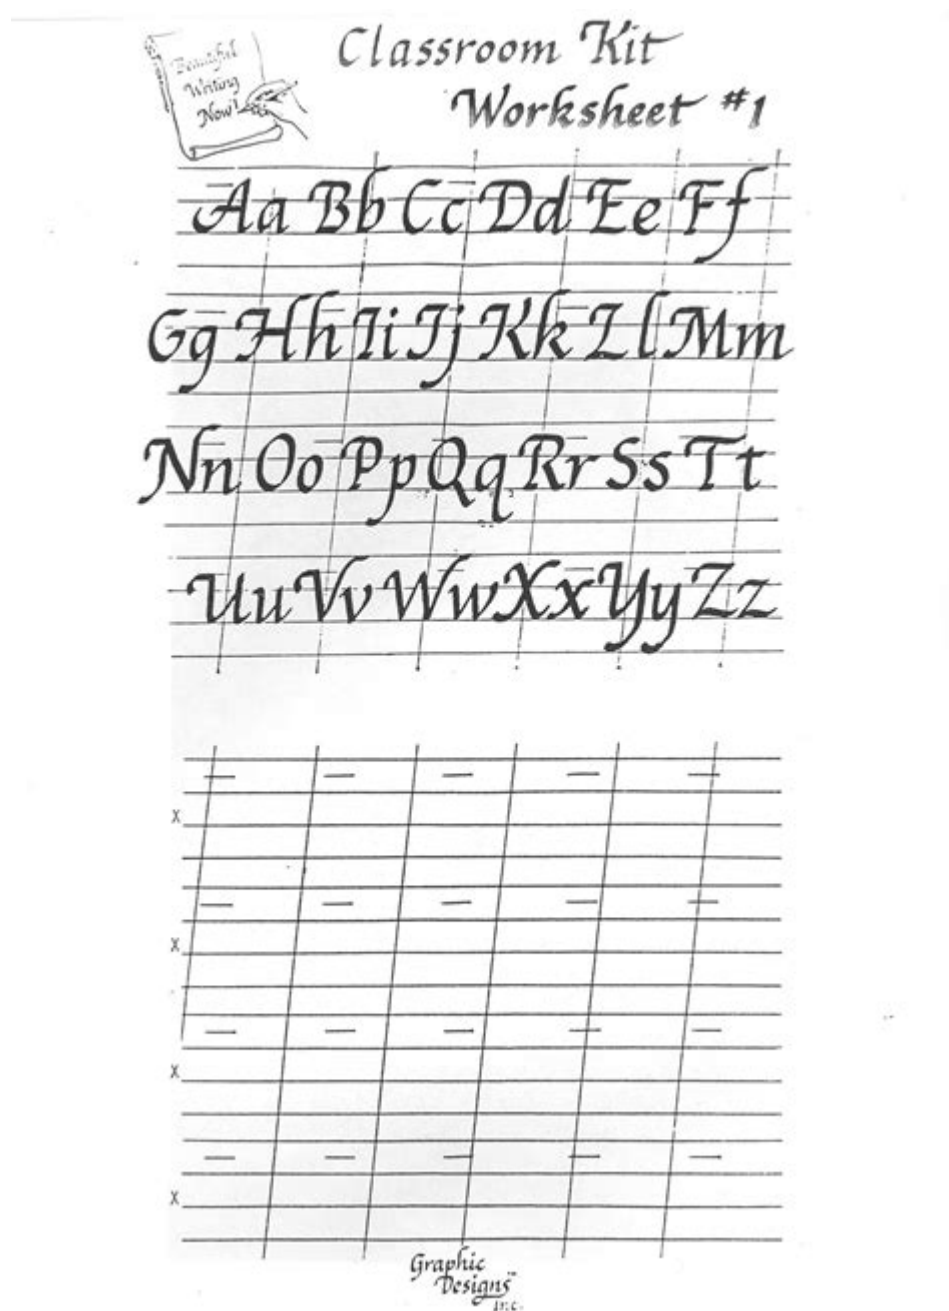 Beautiful
Writing
Now!
Classroom Kit
Worksheet #1
Aa Bb Cc Dd Ee Ff
Gg Hh Ii Jj Kk Ll Mm
Nn Oo Pp Qq Rr Ss Tt
Uu Vv Ww Xx Yy Zz
X
X
X
X
Graphic
Designs™
Inc.